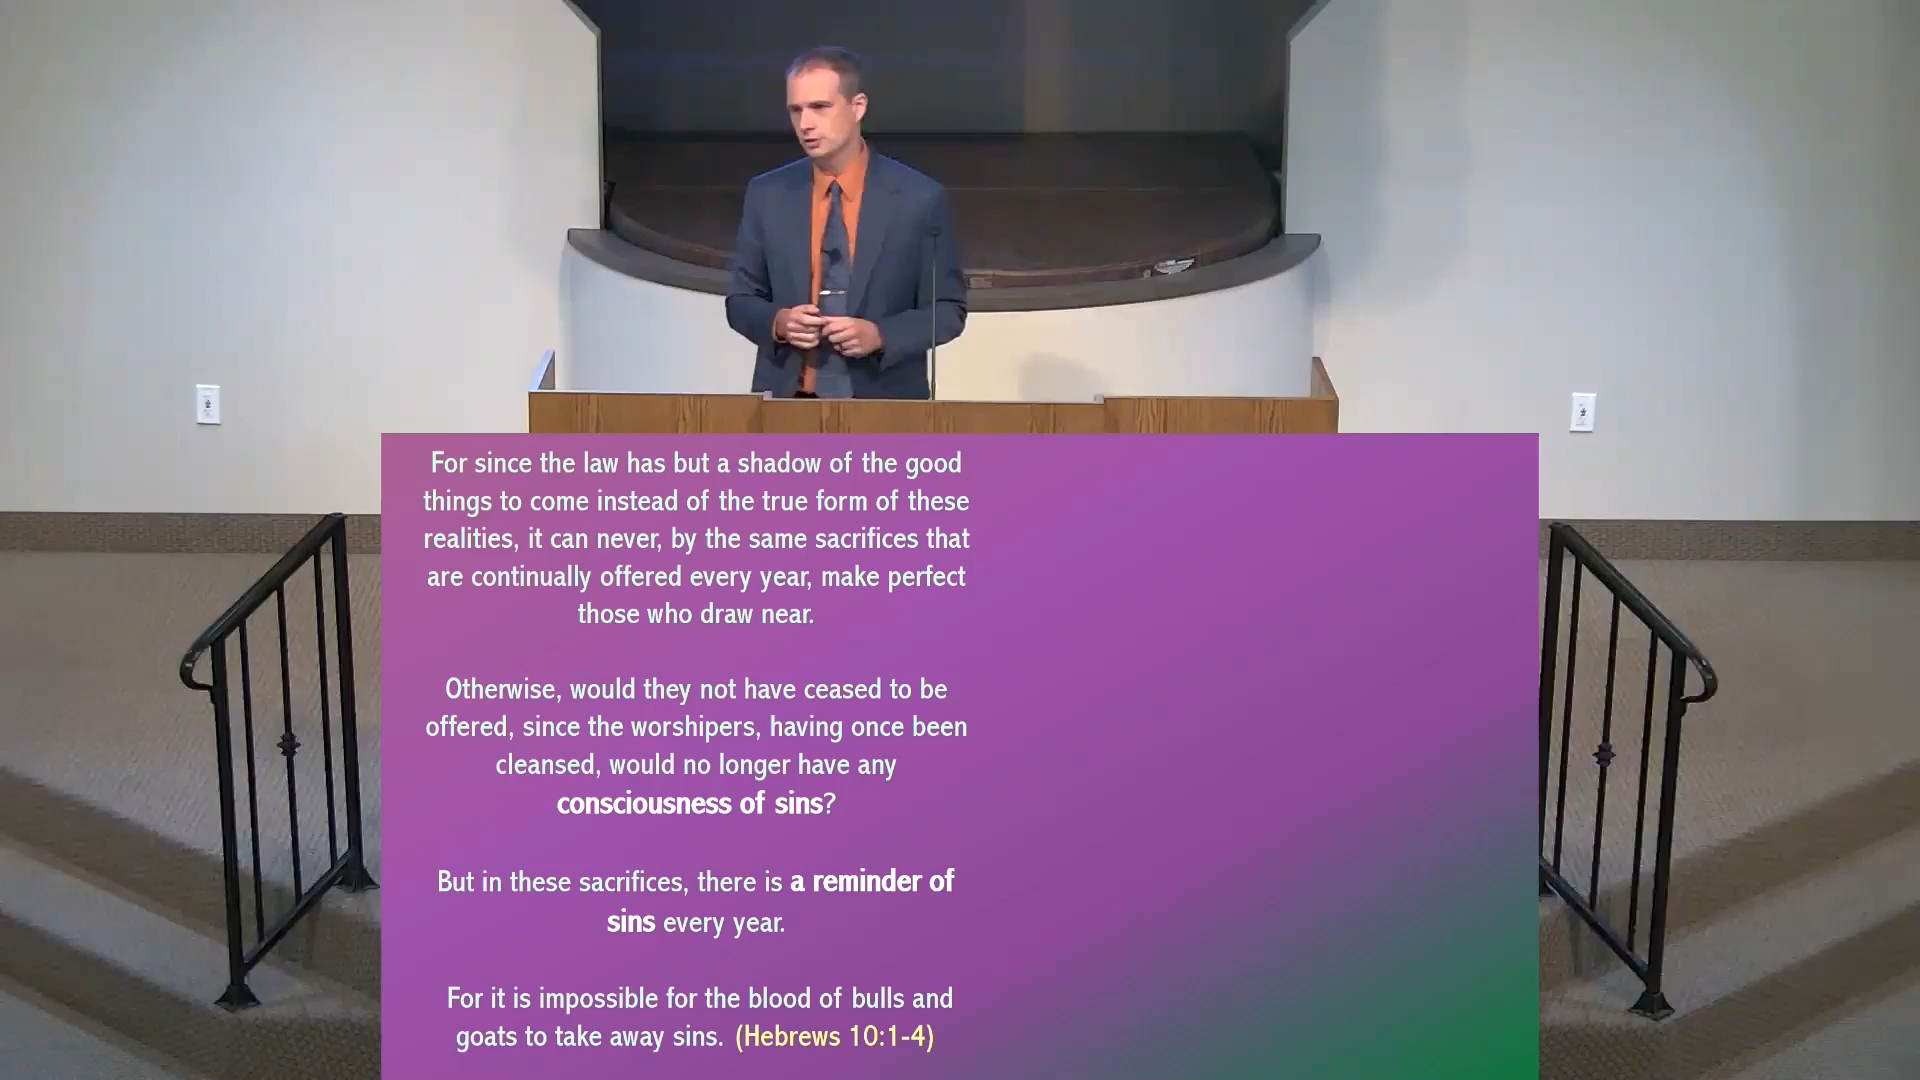 For since the law has but a shadow of the good
things to come instead of the true form of these
realities, it can never, by the same sacrifices that
are continually offered every year, make perfect
those who draw near.
Otherwise, would they not have ceased to be
offered, since the worshipers, having once been
cleansed, would no longer have any
consciousness of sins?
But in these sacrifices, there is a reminder of
sins every year.
For it is impossible for the blood of bulls and
goats to take away sins. (Hebrews 10:1-4)